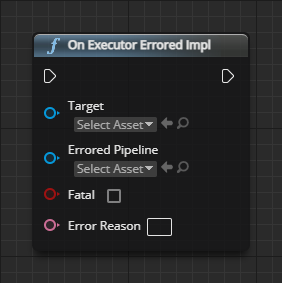 f On Executor Errored Impl
Target
Select Asset
Errored Pipeline
Select Asset
Fatal
Error Reason